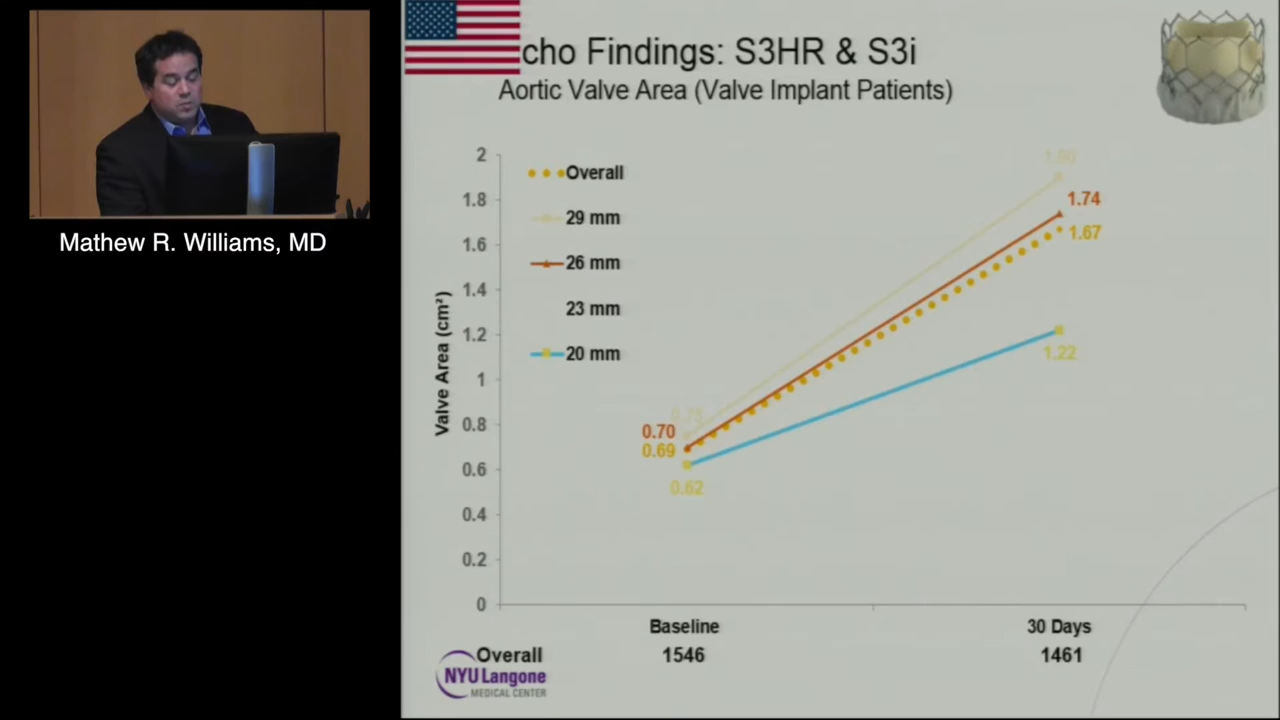 cho Findings: S3HR & S3i
Aortic Valve Area (Valve Implant Patients)
Mathew R. Williams, MD
Valve Area (cm²)
2
1.8
1.6
1.4
1.2
1
0.8
0.6
0.4
0.2
0
Overall
29 mm
26 mm
23 mm
20 mm
1.74
1.67
1.22
0.75
0.70
0.69
0.62
Baseline
30 Days
Overall
1546
1461
NYU Langone
MEDICAL CENTER